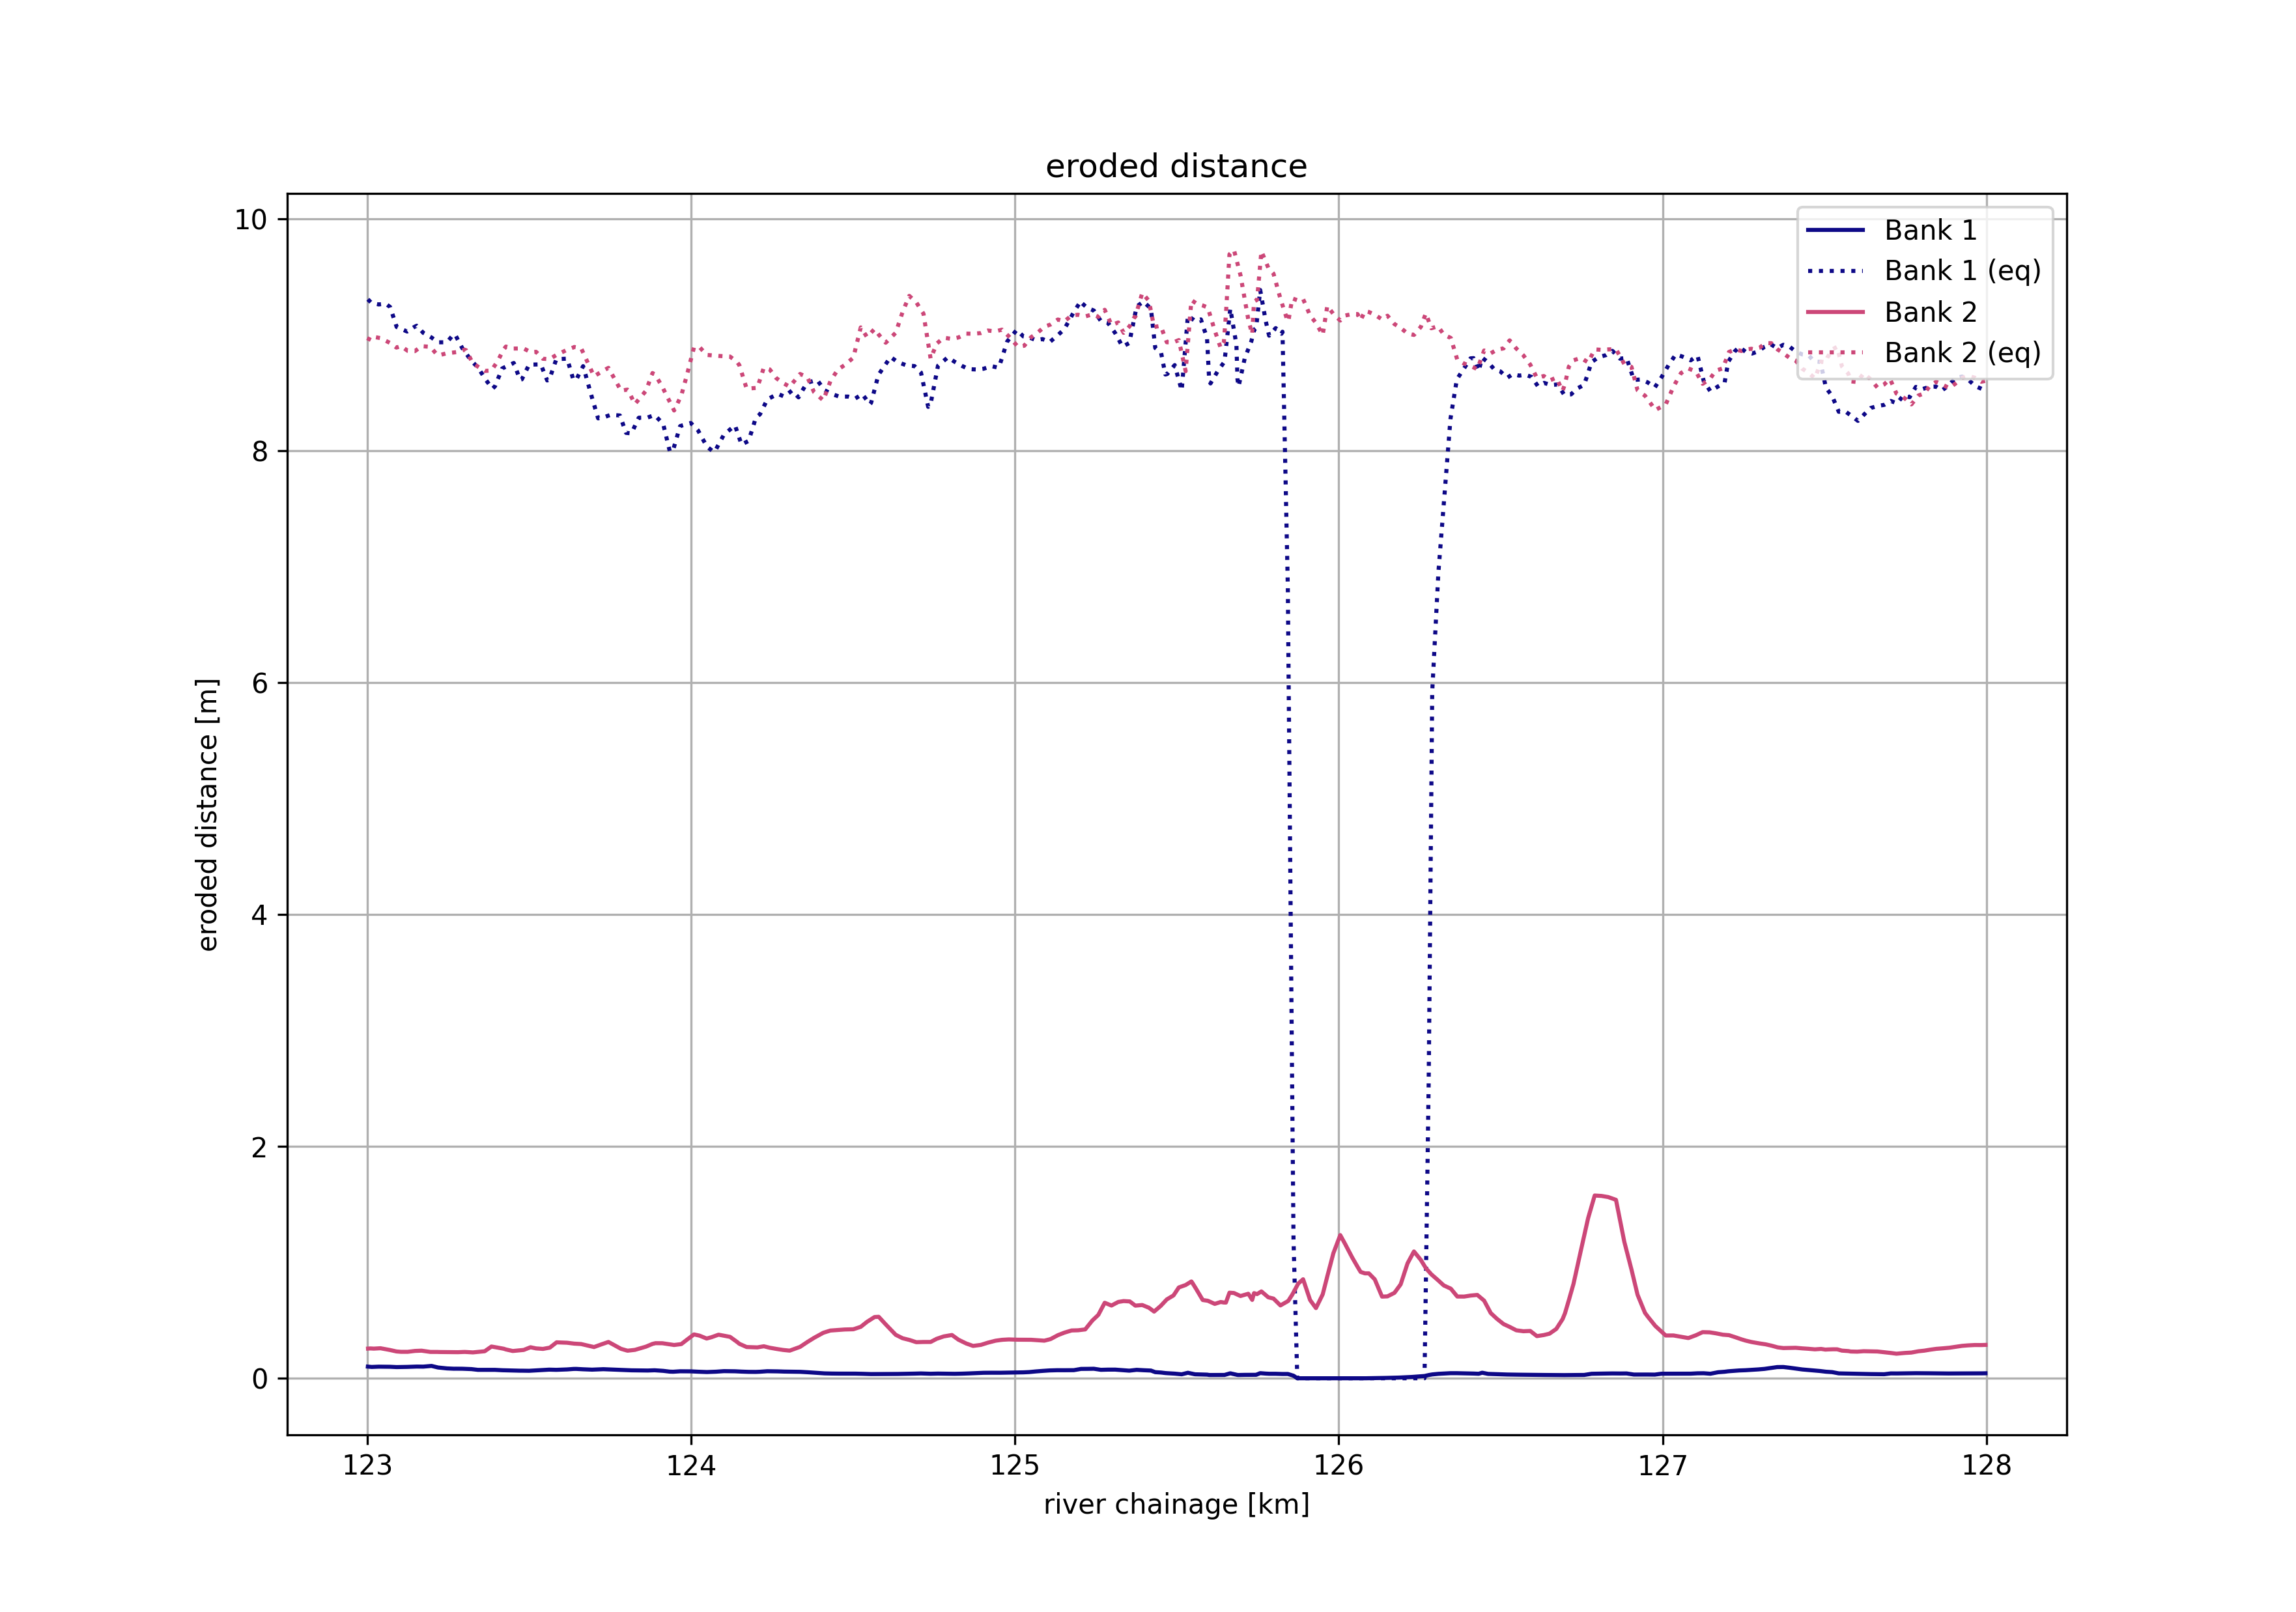 eroded distance
10
8
6
4
2
0
eroded distance [m]
Bank 1
Bank 1 (eq)
Bank 2
Bank 2 (eq)
123 124 125 126 127 128
river chainage [km]